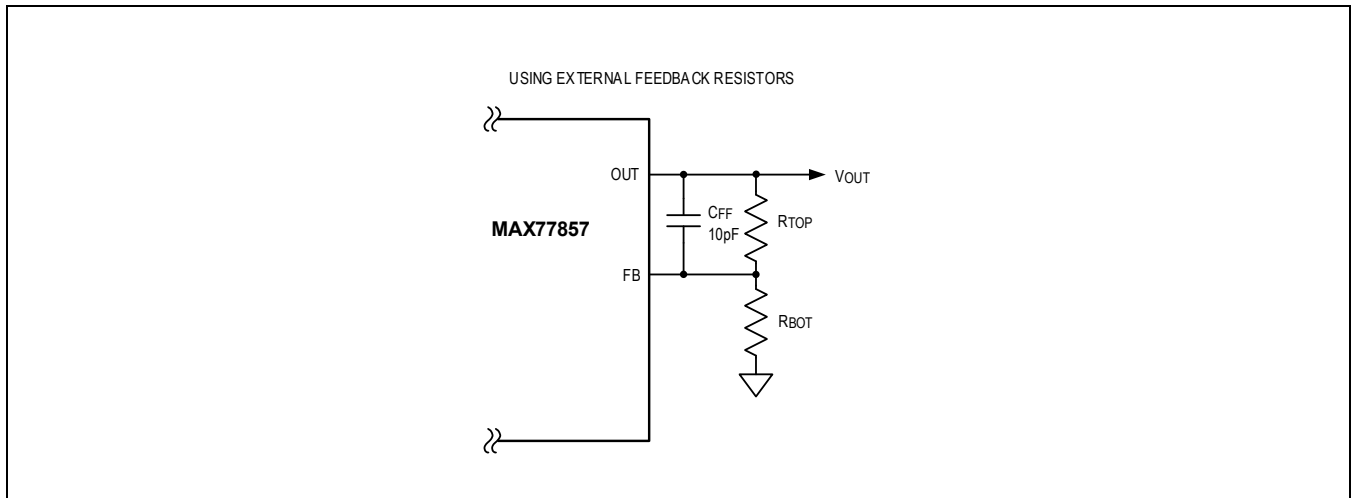 USING EXTERNAL FEEDBACK RESISTORS
OUT
VOUT
CFF
10pF
RTOP
MAX77857
FB
RBOT